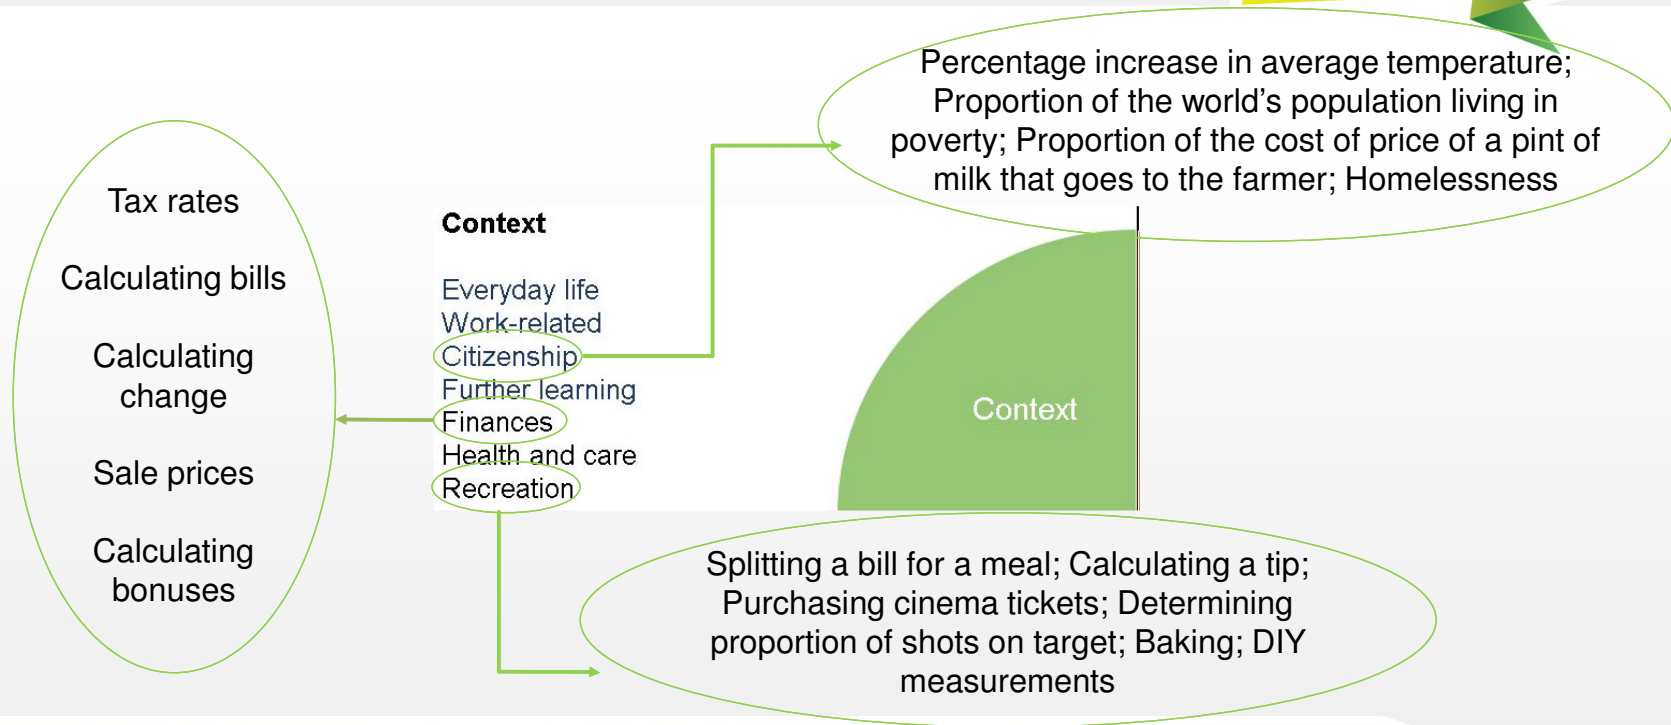 Percentage increase in average temperature;
Proportion of the world’s population living in
poverty; Proportion of the cost of price of a pint of
milk that goes to the farmer; Homelessness
Tax rates
Calculating bills
Calculating
change
Sale prices
Calculating
bonuses
Context
Everyday life
Work-related
Citizenship
Further learning
Finances
Health and care
Recreation
Context
Splitting a bill for a meal; Calculating a tip;
Purchasing cinema tickets; Determining
proportion of shots on target; Baking; DIY
measurements